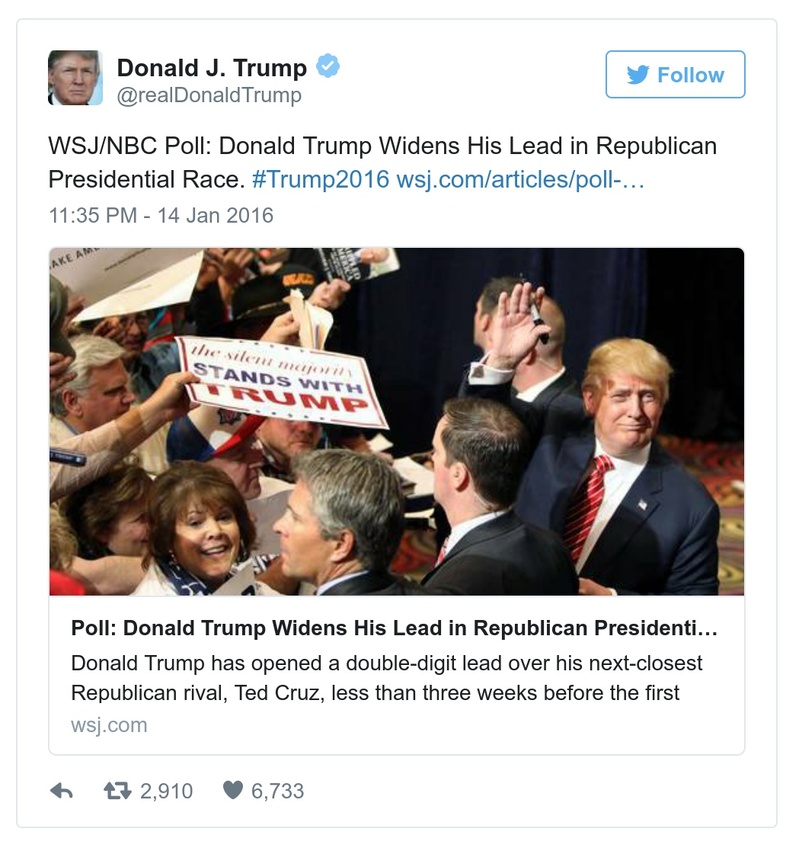 Donald J. Trump
@realDonaldTrump
Follow
WSJ/NBC Poll: Donald Trump Widens His Lead in Republican
Presidential Race. #Trump2016 wsj.com/articles/poll-…
11:35 PM - 14 Jan 2016
the silent majority
STANDS WITH
TRUMP
Poll: Donald Trump Widens His Lead in Republican Presidenti…
Donald Trump has opened a double-digit lead over his next-closest
Republican rival, Ted Cruz, less than three weeks before the first
wsj.com
2,910 6,733